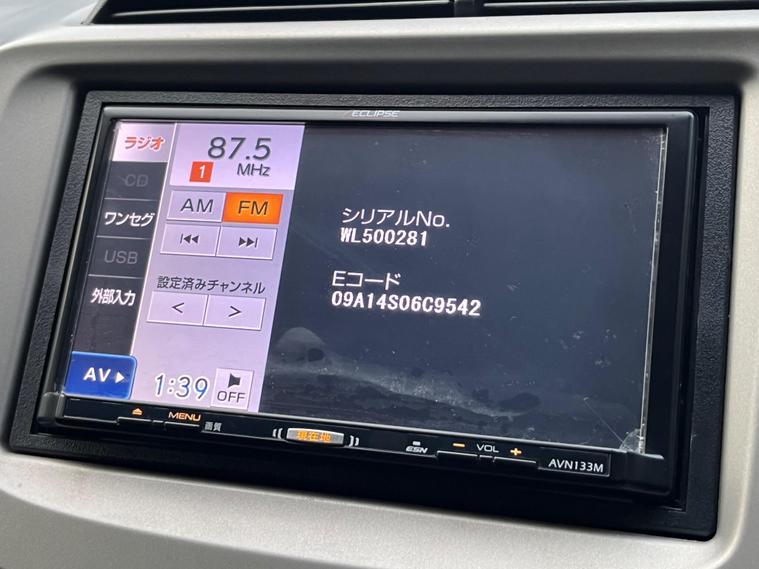 ECLIPSE
ラジオ
CD
ワンセグ
USB
外部入力
AV
87.5
1 MHz
AM FM
設定済みチャンネル
< >
1:39
OFF
シリアルNo.
WL500281
Eコード
09A14S06C9542
MENU
画質
現在地
ESN
− VOL +
AVN133M